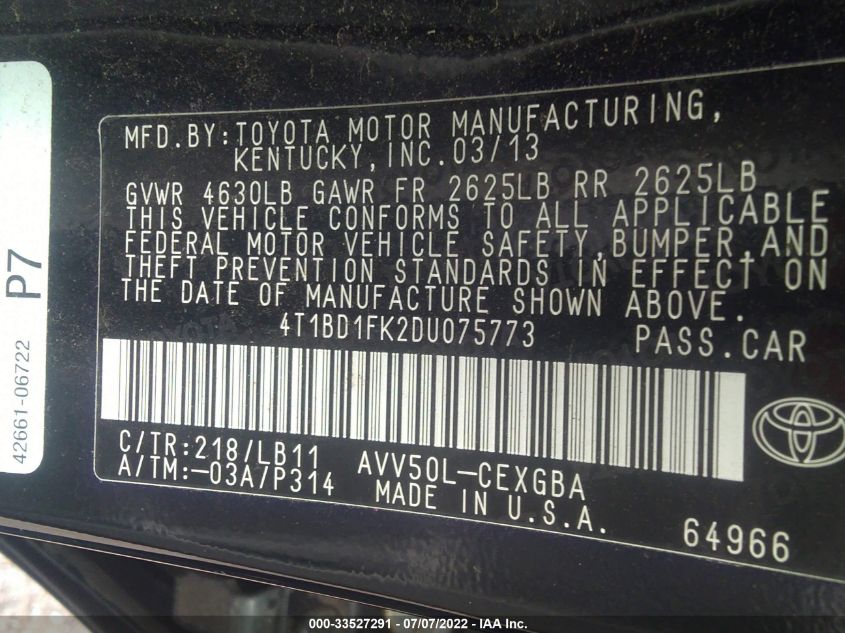 MFD.BY:TOYOTA MOTOR MANUFACTURING,
KENTUCKY, INC.03/13
GVWR 4630LB GAWR FR 2625LB RR 2625LB
THIS VEHICLE CONFORMS TO ALL APPLICABLE
FEDERAL MOTOR VEHICLE SAFETY,BUMPER,AND
THEFT PREVENTION STANDARDS IN EFFECT ON
THE DATE OF MANUFACTURE SHOWN ABOVE.
4T1BD1FK2DU075773 PASS.CAR
C/TR:218/LB11 AVV50L-CEXGBA
A/TM:-03A/P314 MADE IN U.S.A.
64966
P7
42661-06722
000-33527291 - 07/07/2022 - IAA Inc.